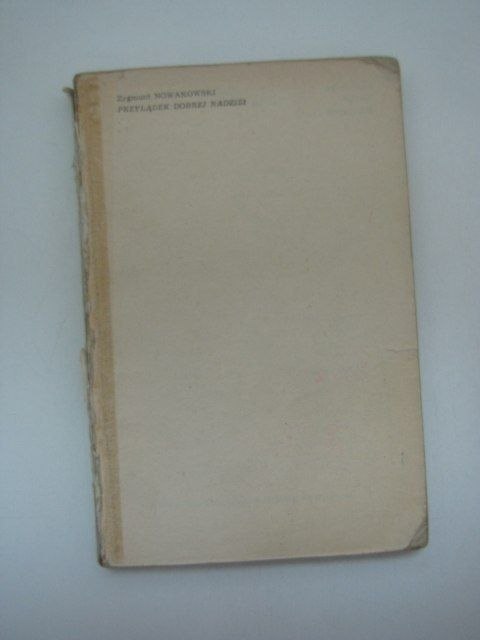 Zygmunt NOWAKOWSKI
PRZYLĄDEK DOBREJ NADZIEI